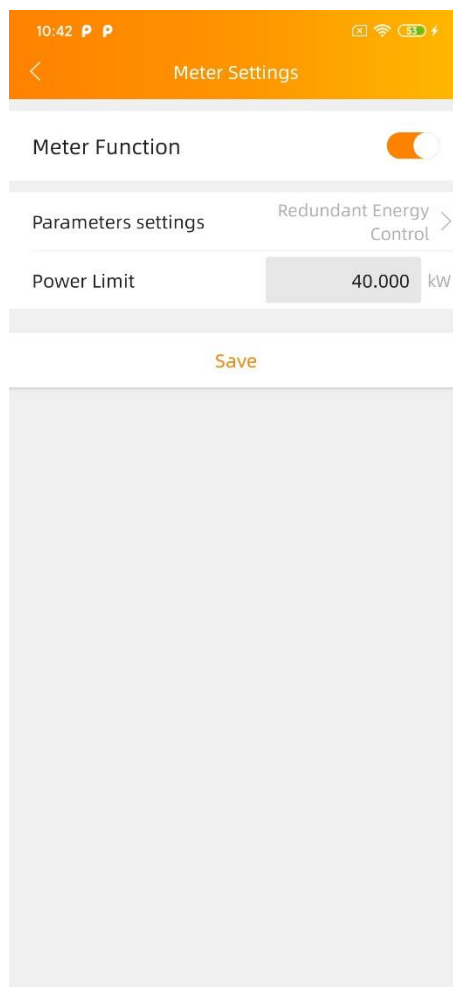 10:42 P P 53
Meter Settings
Meter Function
Parameters settings Redundant Energy
Control
Power Limit 40.000 kW
Save